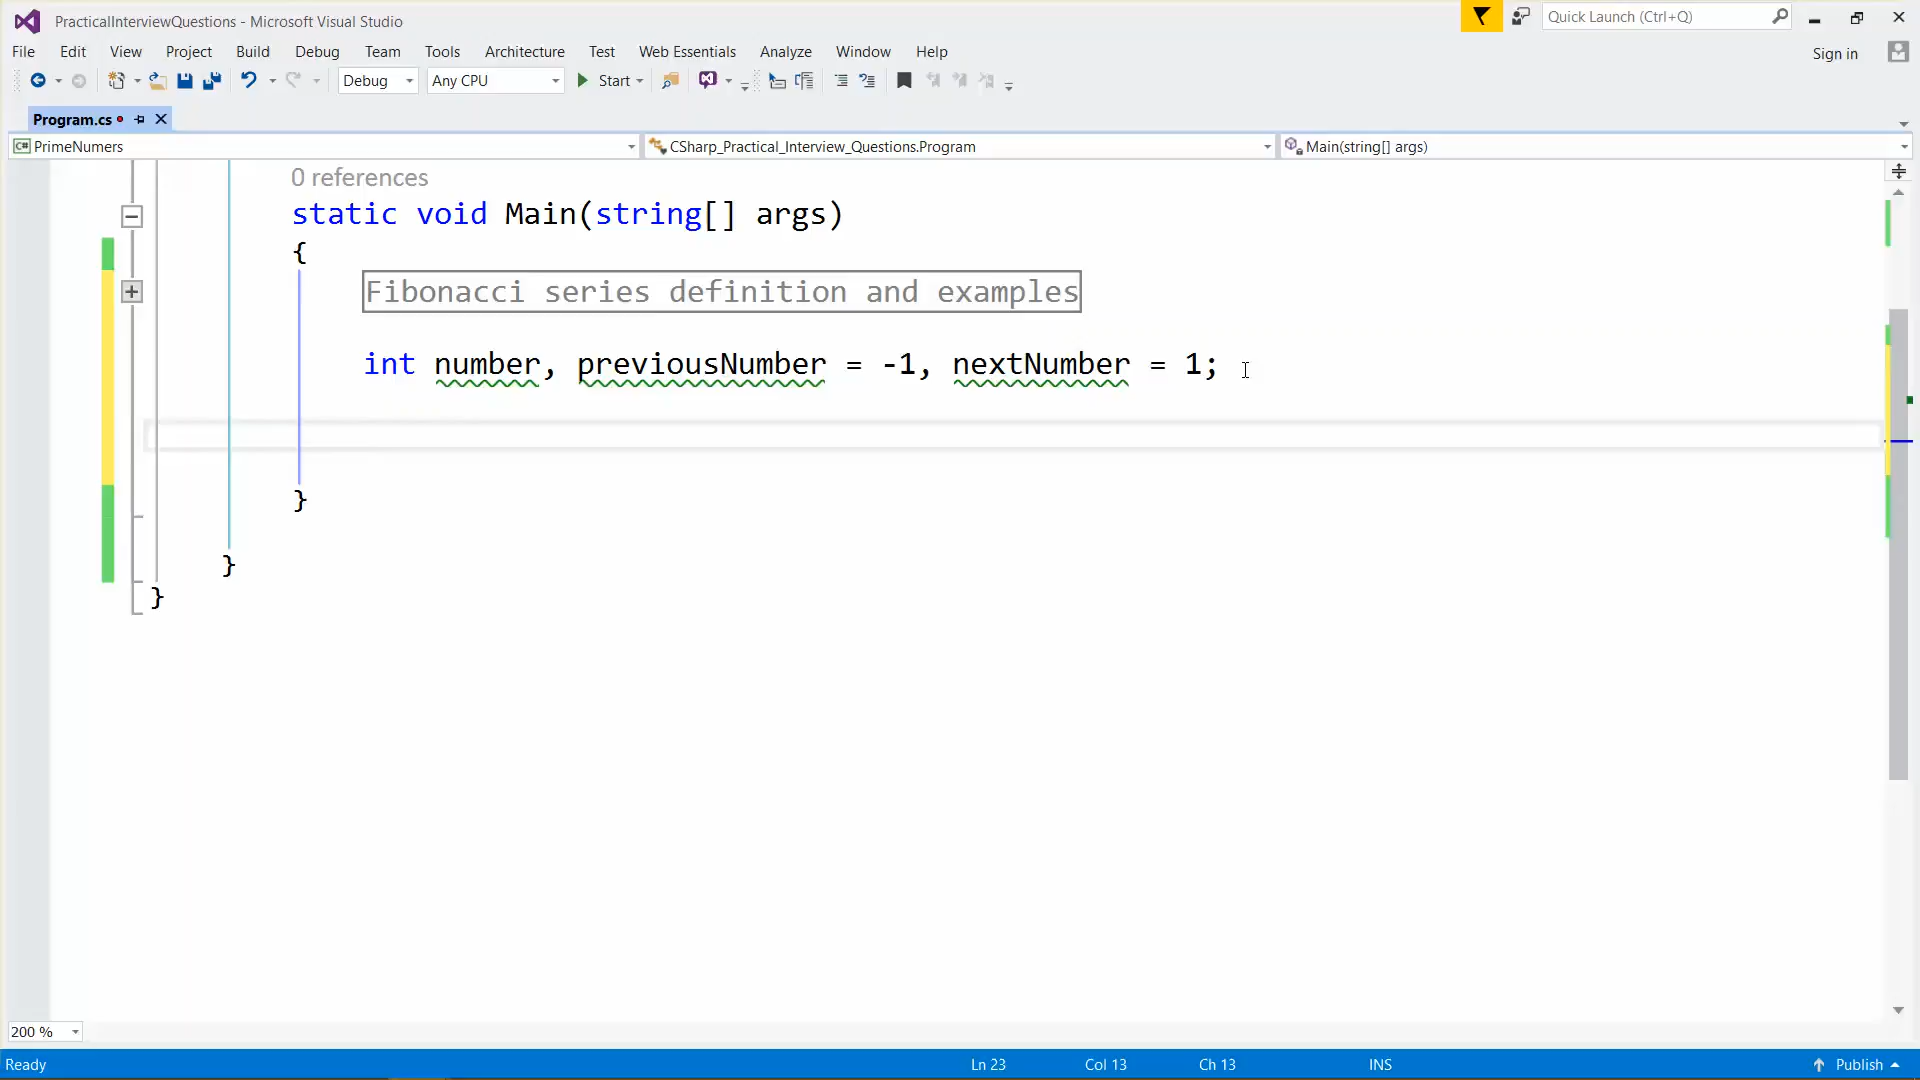 PracticalInterviewQuestions - Microsoft Visual Studio
Quick Launch (Ctrl+Q)
File Edit View Project Build Debug Team Tools Architecture Test Web Essentials Analyze Window Help
Sign in
Debug Any CPU Start
Program.cs
C# PrimeNumers
CSharp_Practical_Interview_Questions.Program
Main(string[] args)
0 references
static void Main(string[] args)
{
Fibonacci series definition and examples
int number, previousNumber = -1, nextNumber = 1;
}
}
}
200 %
Ready
Ln 23
Col 13
Ch 13
INS
Publish